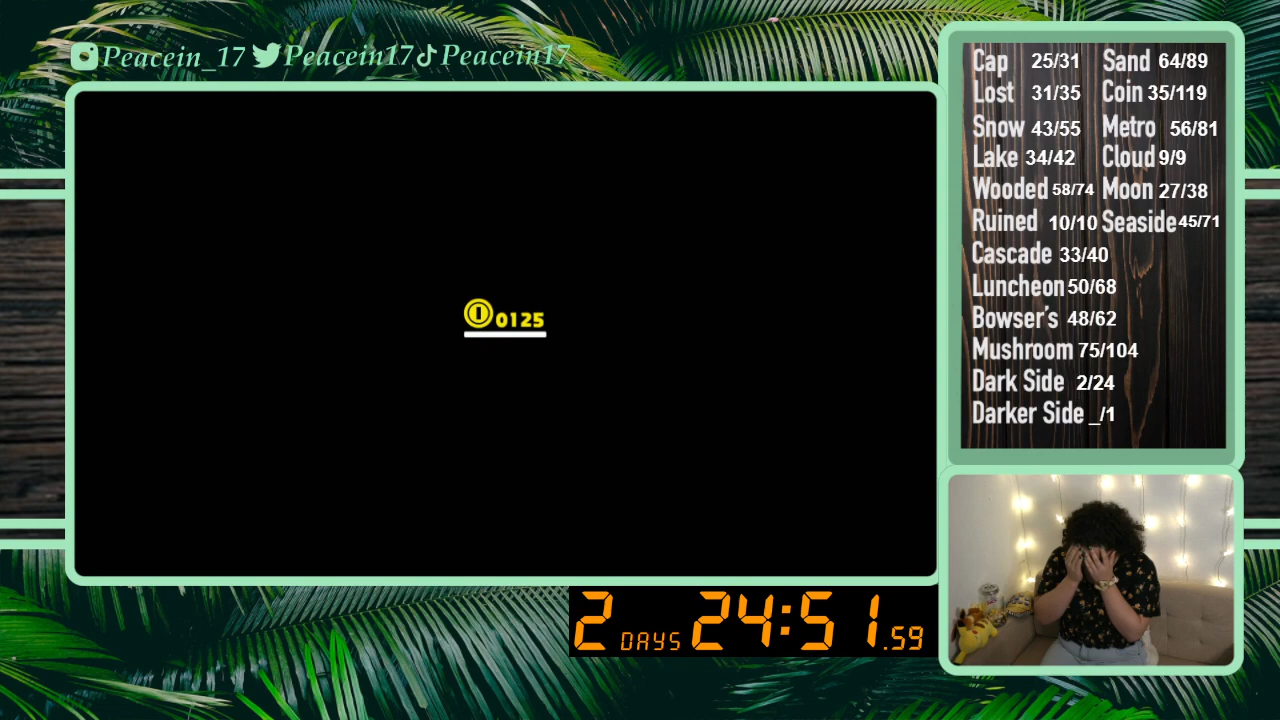 Peacein_17 Peacein17 Peacein17
Cap 25/31 Sand 64/89
Lost 31/35 Coin 35/119
Snow 43/55 Metro 56/81
Lake 34/42 Cloud 9/9
Wooded 58/74 Moon 27/38
Ruined 10/10 Seaside 45/71
Cascade 33/40
Luncheon 50/68
Bowser's 48/62
Mushroom 75/104
Dark Side 2/24
Darker Side _/1
0125
2 DAYS 24:51.59